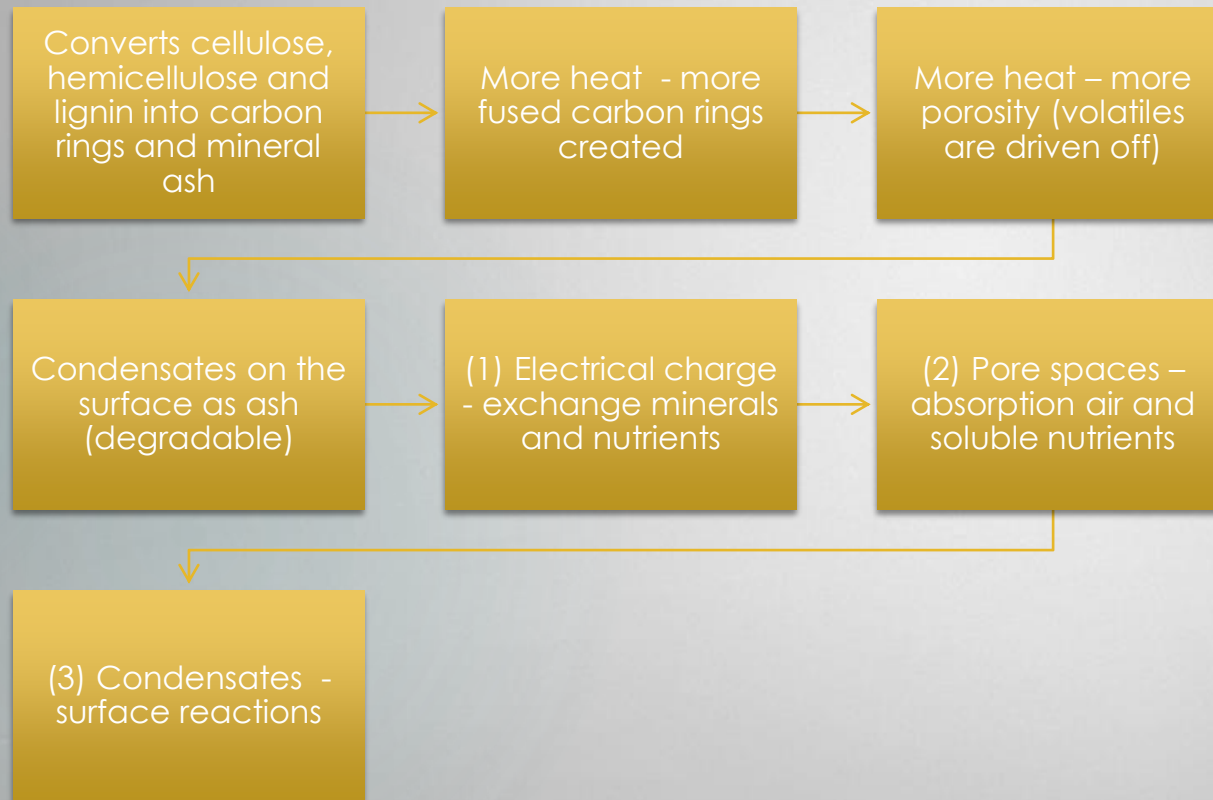 Converts cellulose,
hemicellulose and
lignin into carbon
rings and mineral
ash
More heat - more
fused carbon rings
created
More heat – more
porosity (volatiles
are driven off)
Condensates on the
surface as ash
(degradable)
(1) Electrical charge
- exchange minerals
and nutrients
(2) Pore spaces –
absorption air and
soluble nutrients
(3) Condensates -
surface reactions